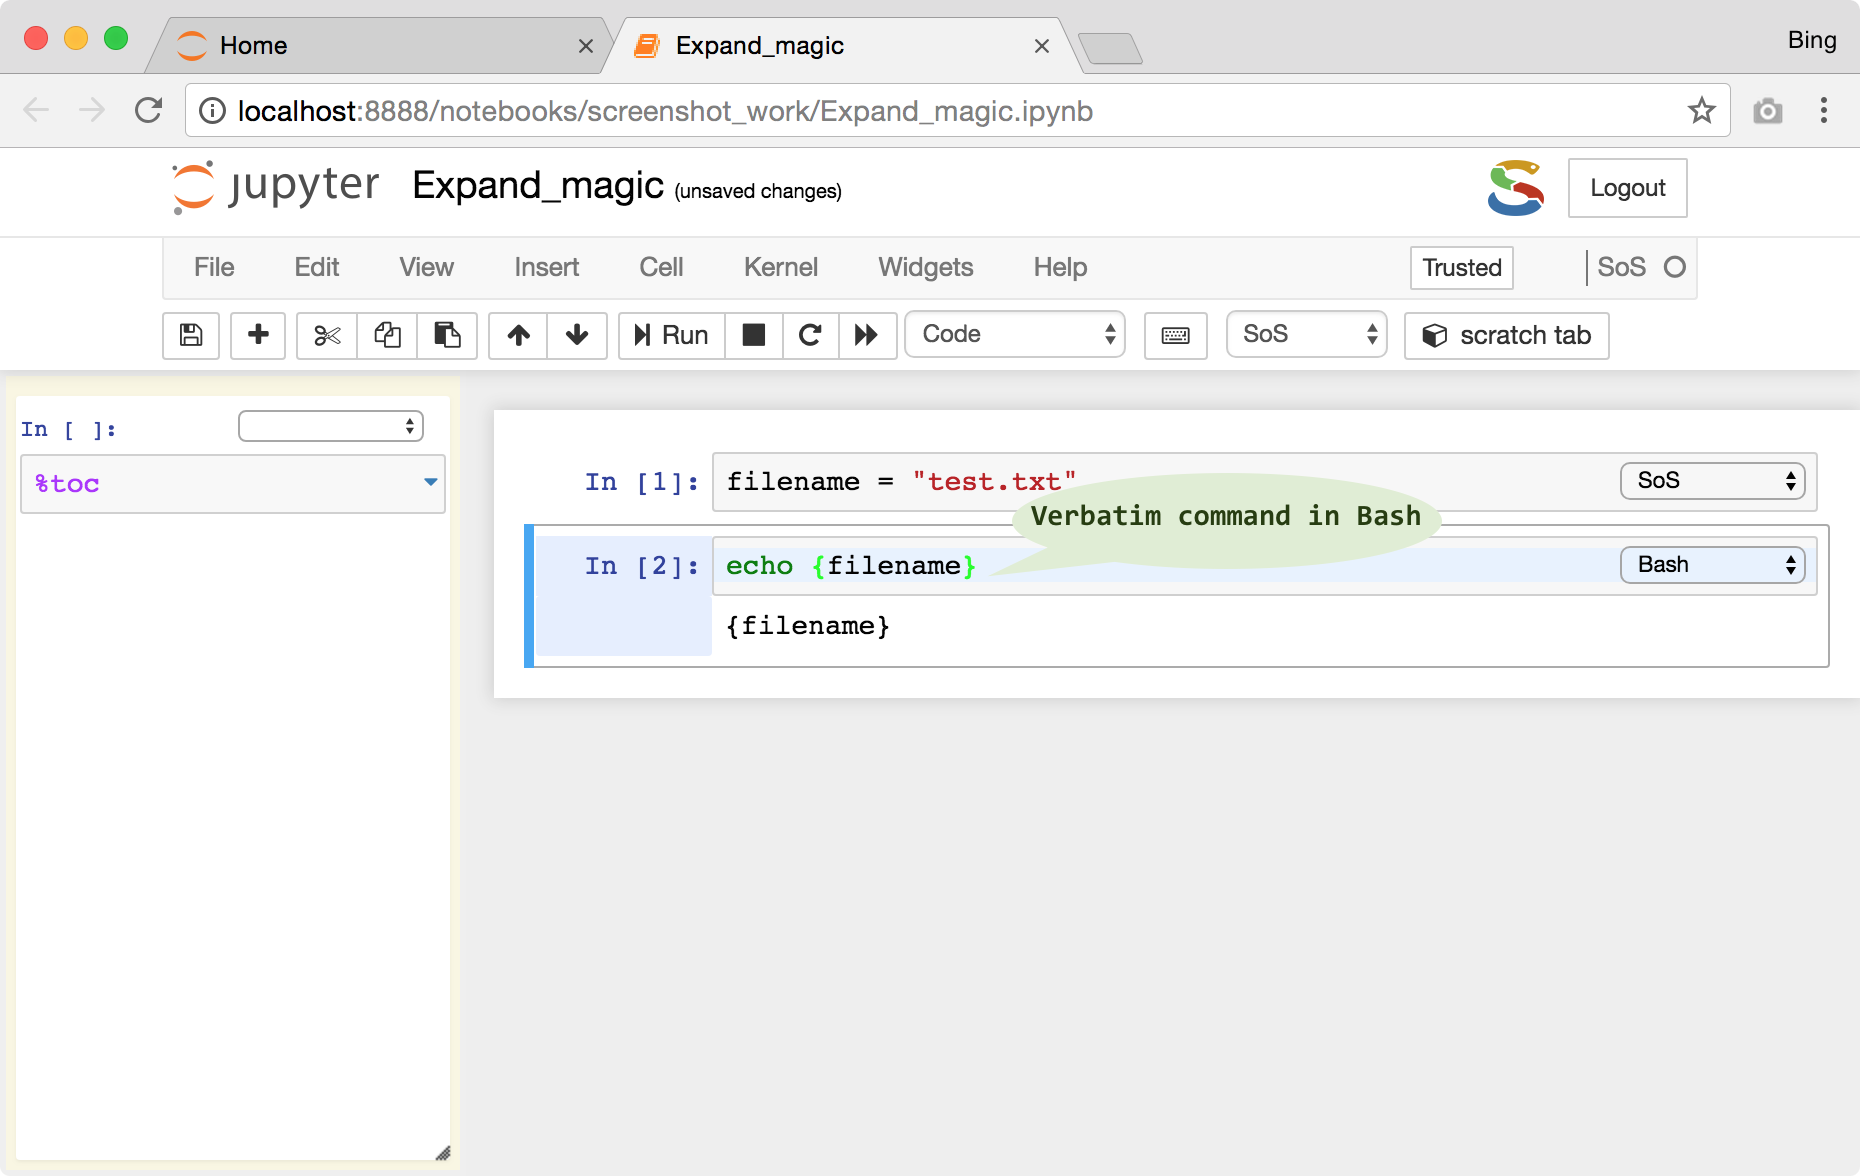 Home
Expand_magic
Bing
localhost:8888/notebooks/screenshot_work/Expand_magic.ipynb
jupyter Expand_magic (unsaved changes)
Logout
File Edit View Insert Cell Kernel Widgets Help
Trusted
SoS
Run
Code
SoS
scratch tab
In [ ]:
%toc
In [1]: filename = "test.txt"
SoS
Verbatim command in Bash
In [2]: echo {filename}
Bash
{filename}